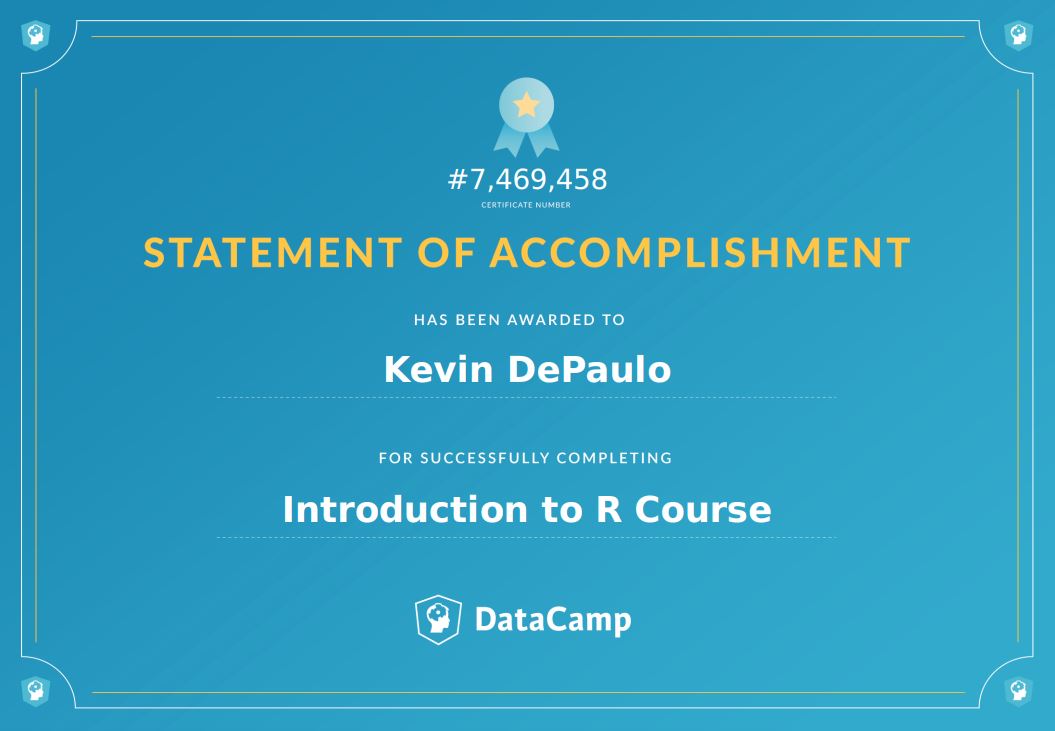 #7,469,458
CERTIFICATE NUMBER
STATEMENT OF ACCOMPLISHMENT
HAS BEEN AWARDED TO
Kevin DePaulo
FOR SUCCESSFULLY COMPLETING
Introduction to R Course
DataCamp